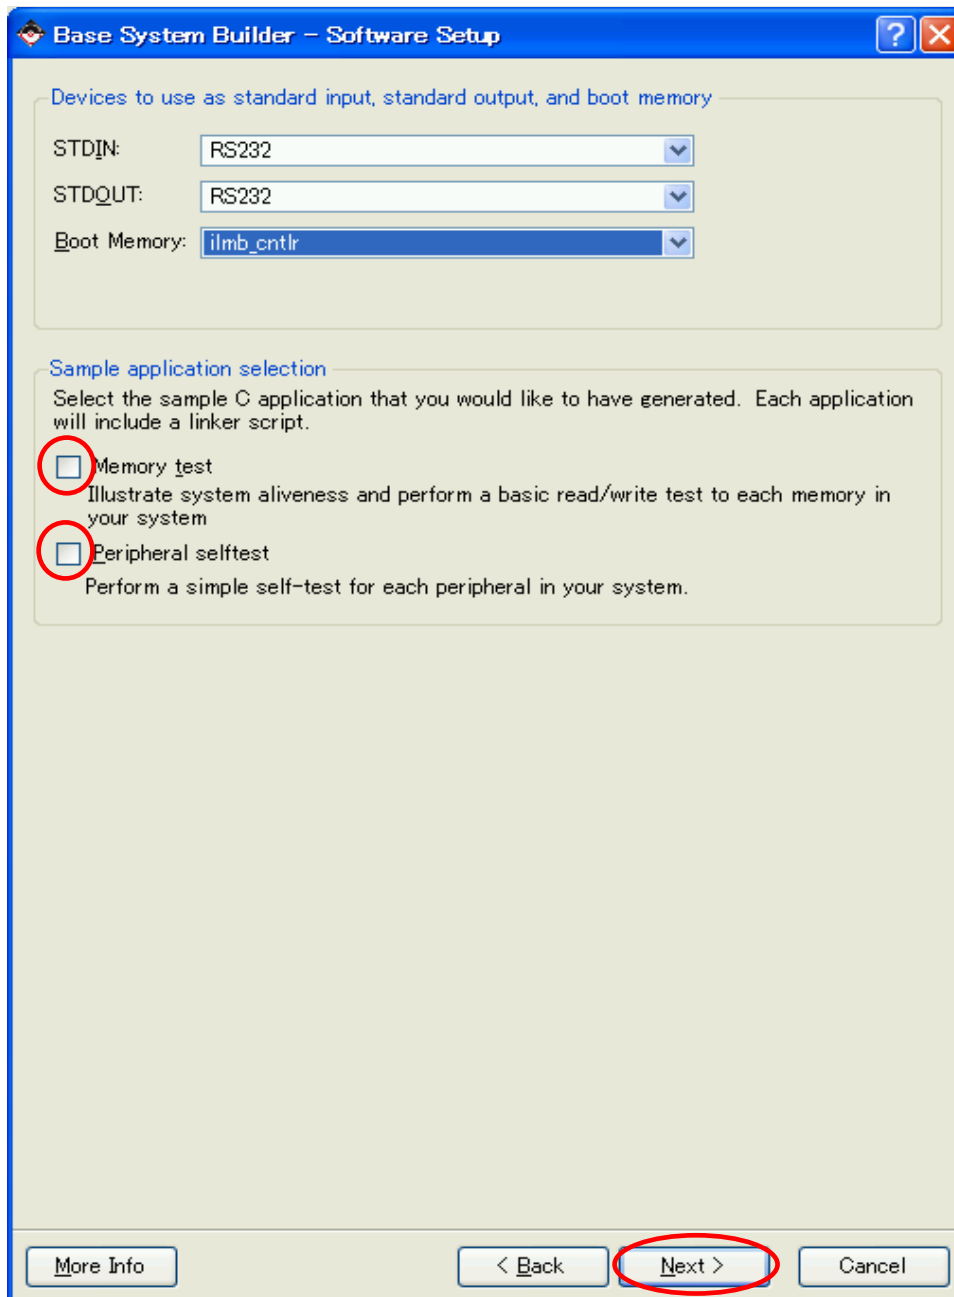 Base System Builder - Software Setup
Devices to use as standard input, standard output, and boot memory
STDIN: RS232
STDOUT: RS232
Boot Memory: ilmb_cntlr
Sample application selection
Select the sample C application that you would like to have generated. Each application
will include a linker script.
Memory test
Illustrate system aliveness and perform a basic read/write test to each memory in
your system
Peripheral selftest
Perform a simple self-test for each peripheral in your system.
More Info < Back Next > Cancel